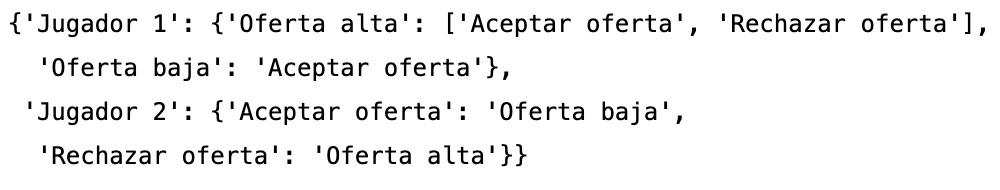 {'Jugador 1': {'Oferta alta': ['Aceptar oferta', 'Rechazar oferta'],
'Oferta baja': 'Aceptar oferta'},
'Jugador 2': {'Aceptar oferta': 'Oferta baja',
'Rechazar oferta': 'Oferta alta'}}